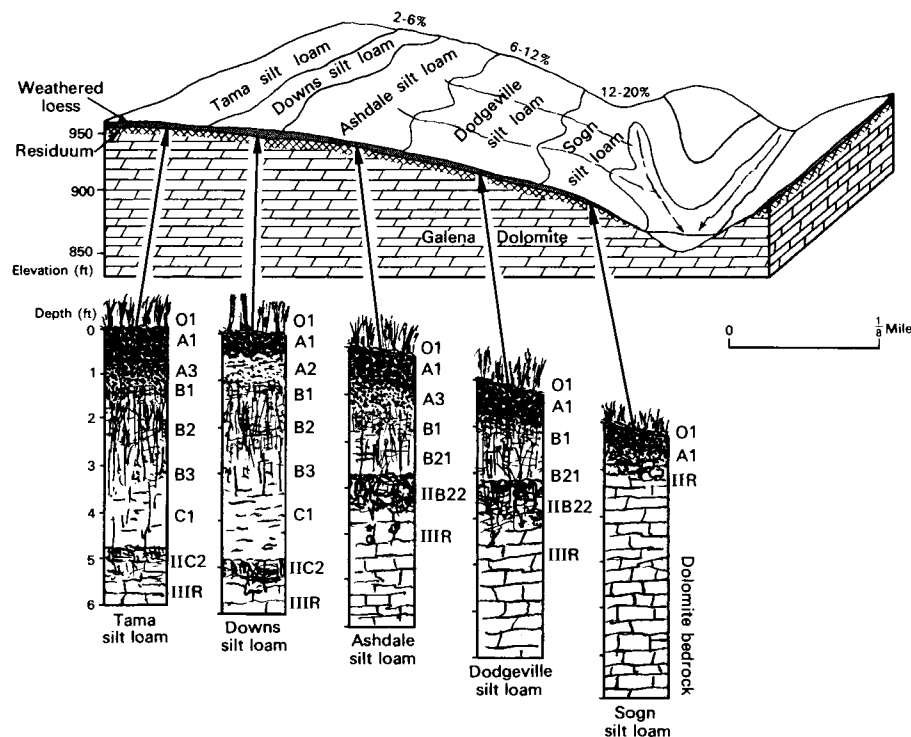 2-6%
6-12%
12-20%
Tama silt loam
Downs silt loam
Ashdale silt loam
Dodgeville
silt loam
Sogn
silt loam
Weathered
loess
950
Residuum
900
850
Elevation (ft)
Galena Dolomite
Depth (ft)
0
1
2
3
4
5
6
O1
A1
A3
B1
B2
B3
C1
IIC2
IIIR
Tama
silt loam
O1
A1
A2
B1
B2
B3
C1
IIC2
IIIR
Downs
silt loam
O1
A1
A3
B1
B21
IIB22
IIIR
Ashdale
silt loam
O1
A1
B1
B21
IIB22
IIIR
Dodgeville
silt loam
O1
A1
IIR
Dolomite bedrock
Sogn
silt loam
0
1/8 Mile